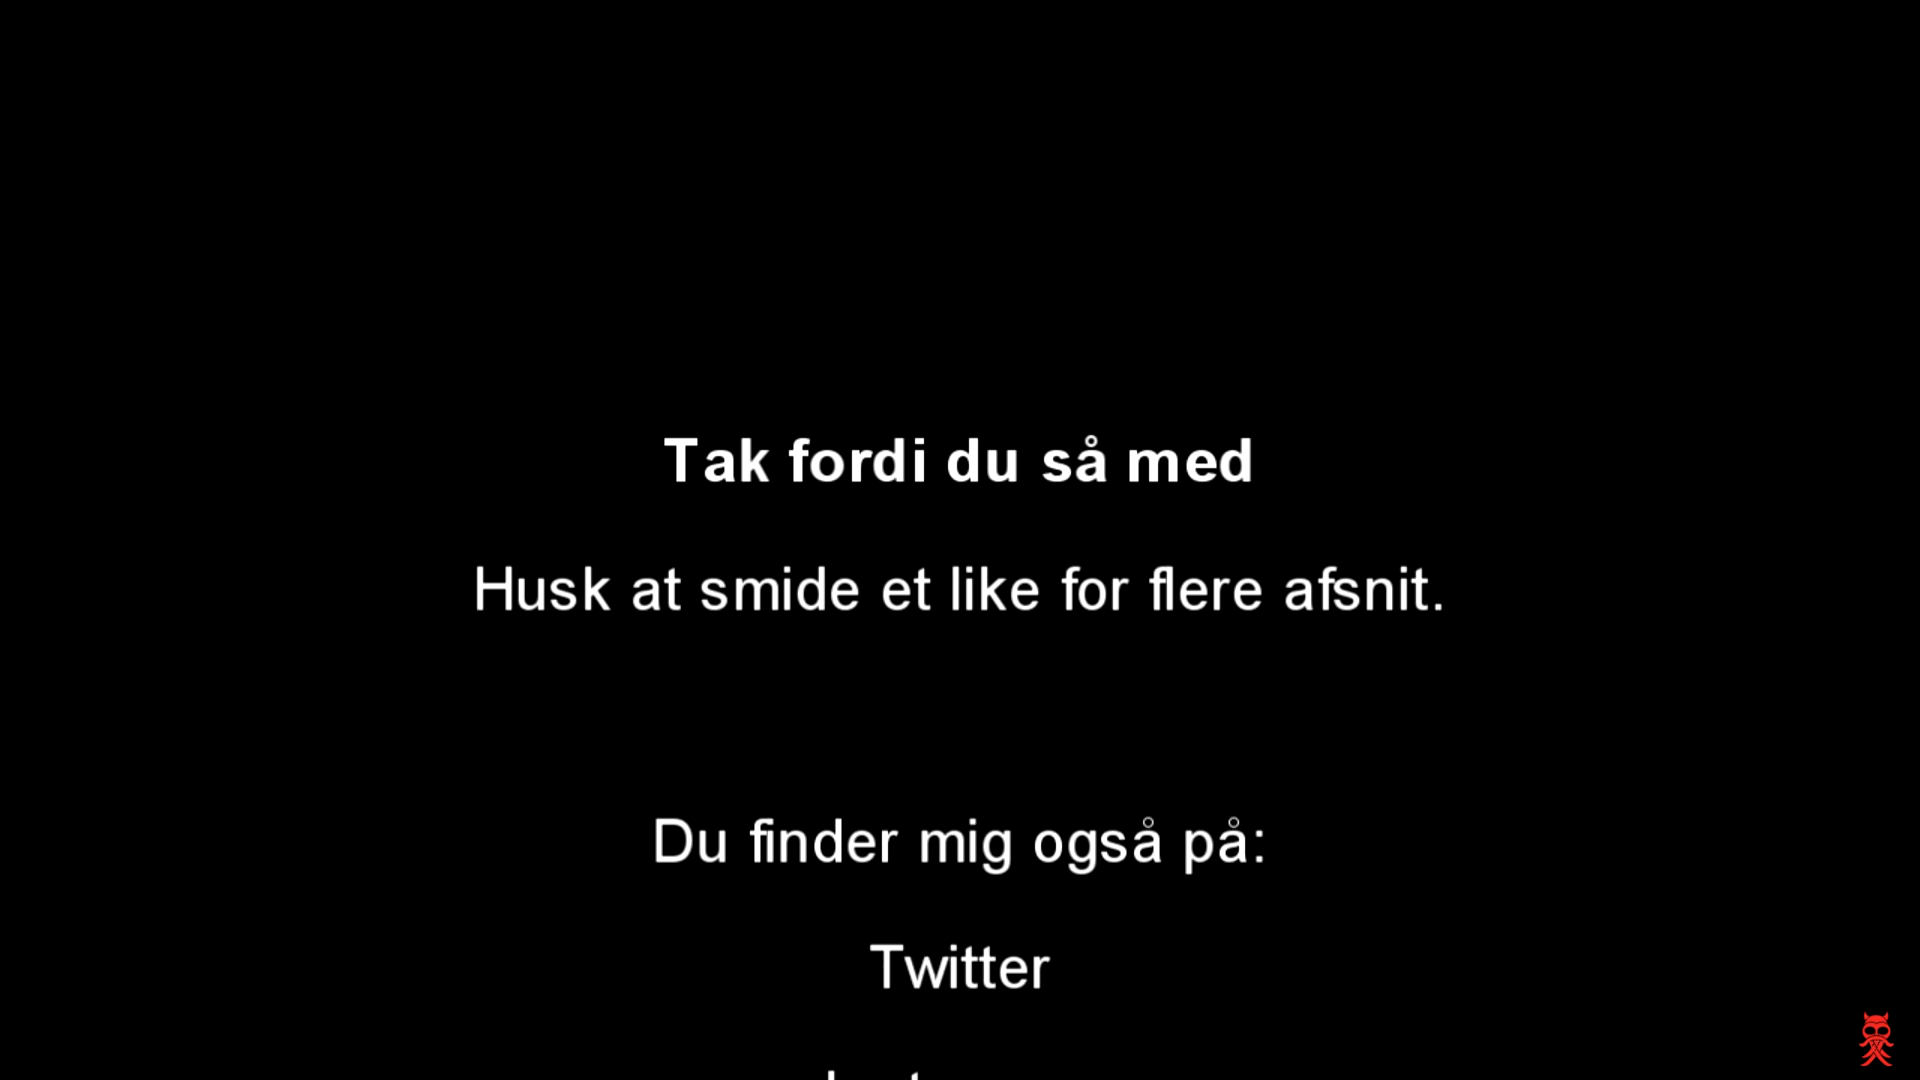 Tak fordi du så med
Husk at smide et like for flere afsnit.
Du finder mig også på:
Twitter